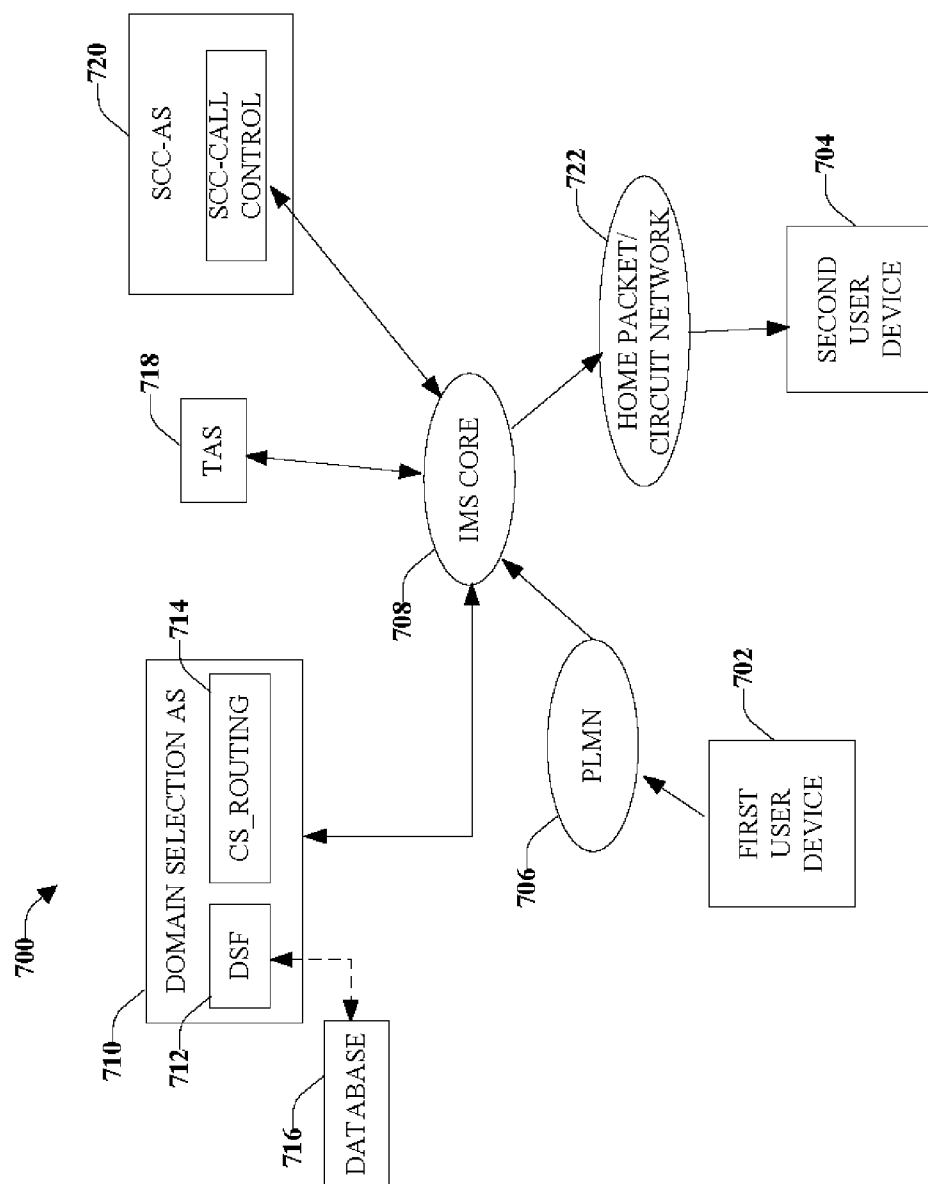 700
710
DOMAIN SELECTION AS
712
DSF
714
CS_ROUTING
716
DATABASE
718
TAS
720
SCC-AS
SCC-CALL
CONTROL
708
IMS CORE
706
PLMN
722
HOME PACKET/
CIRCUIT NETWORK
702
FIRST
USER
DEVICE
704
SECOND
USER
DEVICE